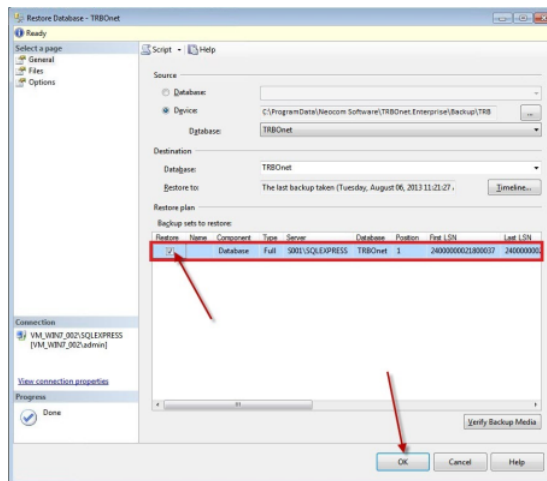 Restore Database - TRBOnet
Ready
Select a page
General
Files
Options
Script
Help
Source
Database:
Device:
C:\ProgramData\Neocom Software\TRBOnet.Enterprise\Backup\TRB
...
Database:
TRBOnet
Destination
Database:
TRBOnet
Restore to:
The last backup taken (Tuesday, August 06, 2013 11:21:27
Timeline...
Restore plan
Backup sets to restore:
Restore Name Component Type Server Database Position First LSN Last LSN
Database Full S001\SQLEXPRESS TRBOnet 1 24000000021800037 240000000
Connection
VM_WIN7_002\SQLEXPRESS
[VM_WIN7_002\admin]
View connection properties
Progress
Done
Verify Backup Media
OK
Cancel
Help